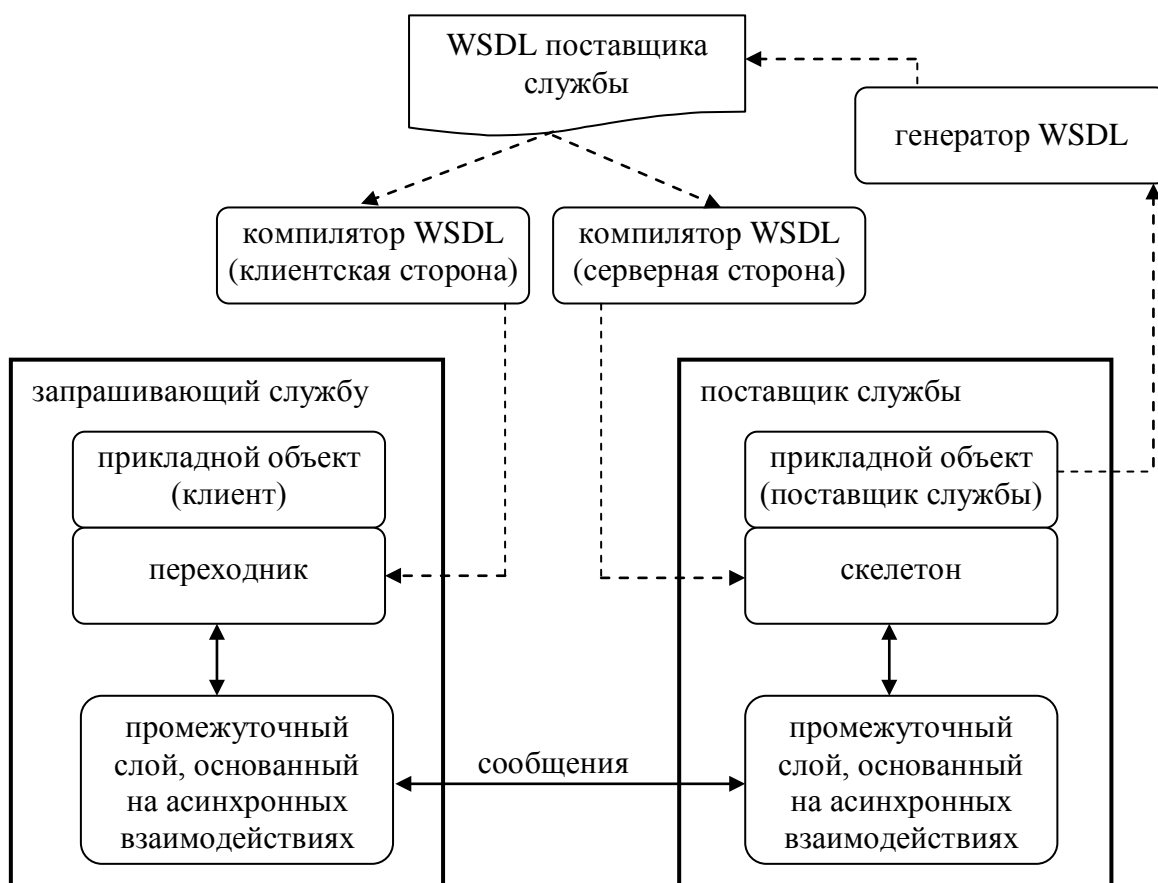 WSDL поставщика
службы
генератор WSDL
компилятор WSDL
(клиентская сторона)
компилятор WSDL
(серверная сторона)
запрашивающий службу
прикладной объект
(клиент)
переходник
промежуточный
слой, основанный
на асинхронных
взаимодействиях
сообщения
поставщик службы
прикладной объект
(поставщик службы)
скелетон
промежуточный
слой, основанный
на асинхронных
взаимодействиях